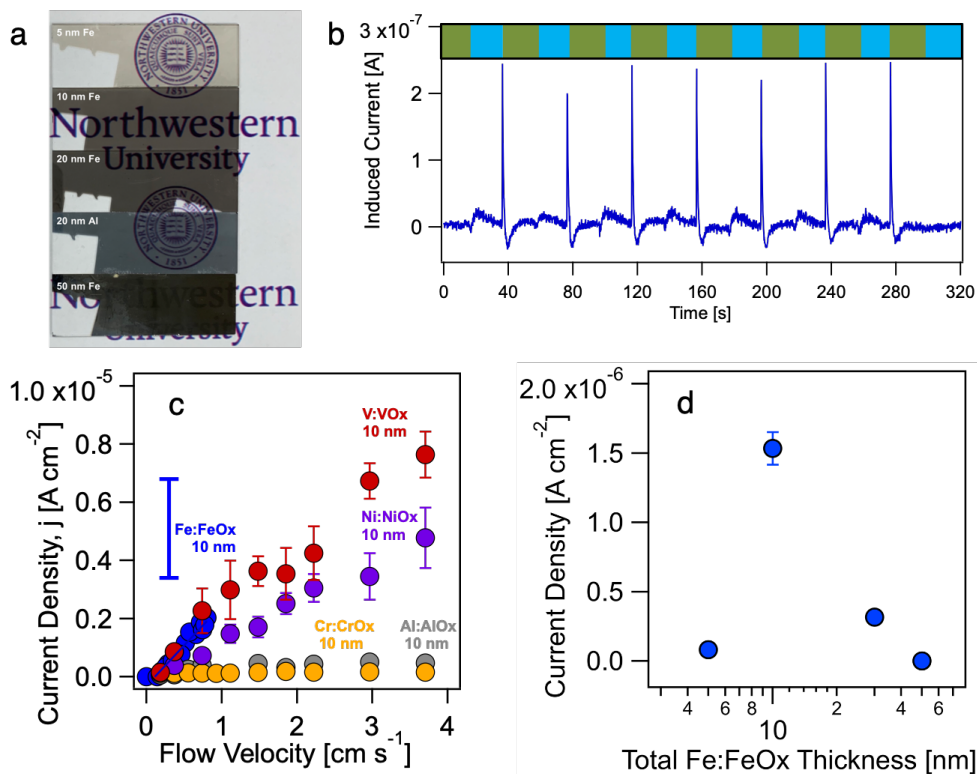 a
5 nm Fe
NORTHWESTERN
UNIVERSITY
1851
10 nm Fe
Northwestern
University
20 nm Fe
NORTHWESTERN
UNIVERSITY
20 nm Al
1851
50 nm Fe
Northwestern
University
b
3 x10⁻⁷
2
1
0
Induced Current [A]
0 40 80 120 160 200 240 280 320
Time [s]
c
1.0 x10⁻⁵
0.8
0.6
0.4
0.2
0.0
Current Density, j [A cm⁻²]
V:VOx
10 nm
Fe:FeOx
10 nm
Ni:NiOx
10 nm
Cr:CrOx
10 nm
Al:AlOx
10 nm
0 1 2 3 4
Flow Velocity [cm s⁻¹]
d
2.0 x10⁻⁶
1.5
1.0
0.5
0.0
Current Density [A cm⁻²]
4 6 8 2 4 6
10
Total Fe:FeOx Thickness [nm]